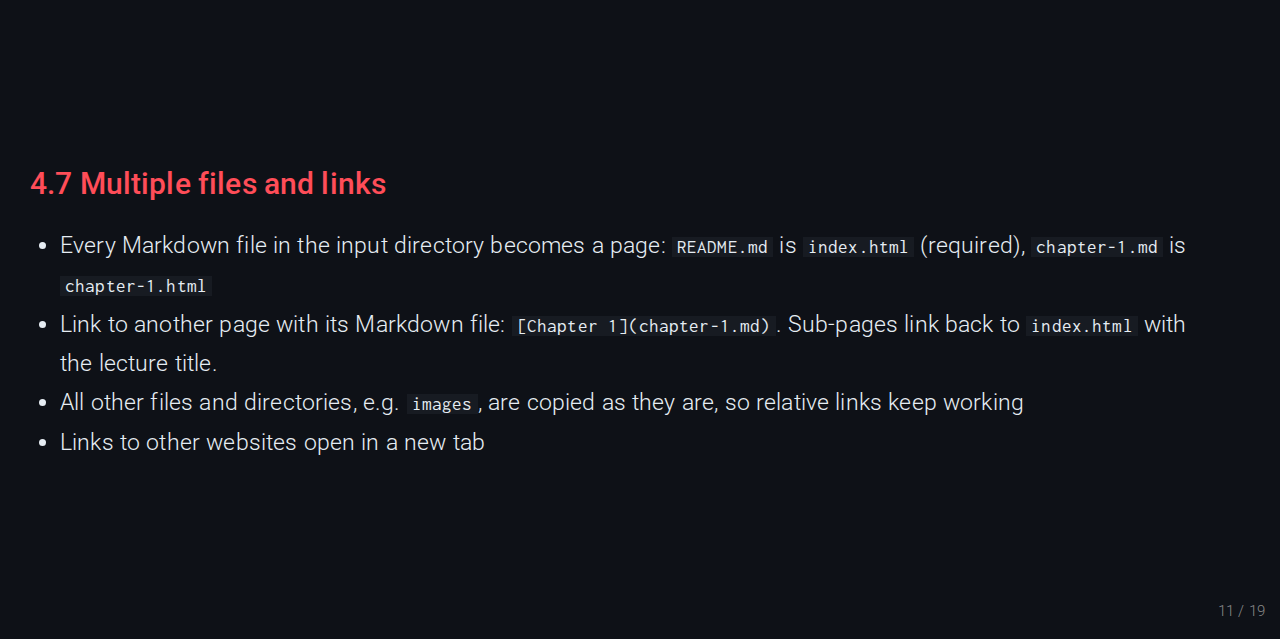 4.7 Multiple files and links
• Every Markdown file in the input directory becomes a page: README.md is index.html (required), chapter-1.md is
chapter-1.html
• Link to another page with its Markdown file: [Chapter 1](chapter-1.md). Sub-pages link back to index.html with
the lecture title.
• All other files and directories, e.g. images, are copied as they are, so relative links keep working
• Links to other websites open in a new tab
11 / 19